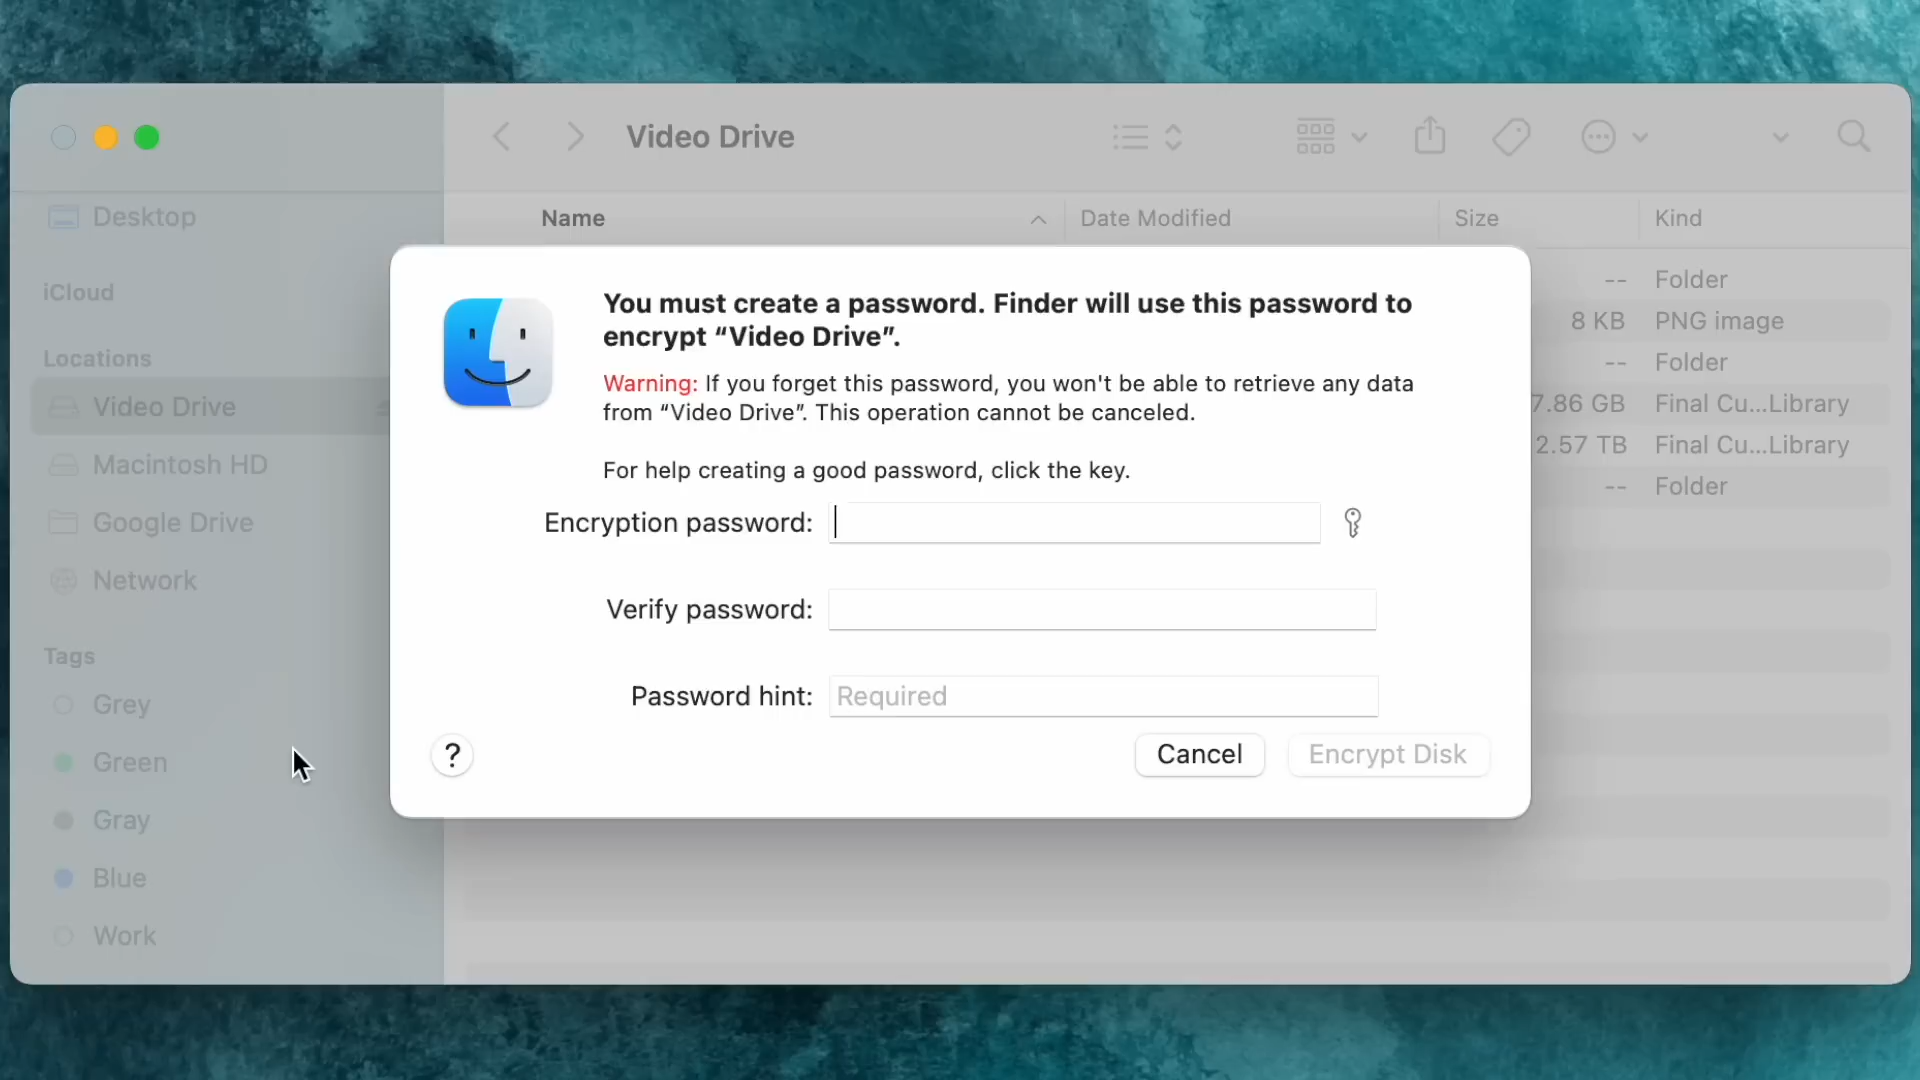 Video Drive
Desktop
iCloud
Locations
Video Drive
Macintosh HD
Google Drive
Network
Tags
Grey
Green
Gray
Blue
Work
Name Date Modified Size Kind
-- Folder
8 KB PNG image
-- Folder
7.86 GB Final Cu...Library
2.57 TB Final Cu...Library
-- Folder
You must create a password. Finder will use this password to
encrypt “Video Drive”.
Warning: If you forget this password, you won't be able to retrieve any data
from “Video Drive”. This operation cannot be canceled.
For help creating a good password, click the key.
Encryption password:
Verify password:
Password hint: Required
? Cancel Encrypt Disk